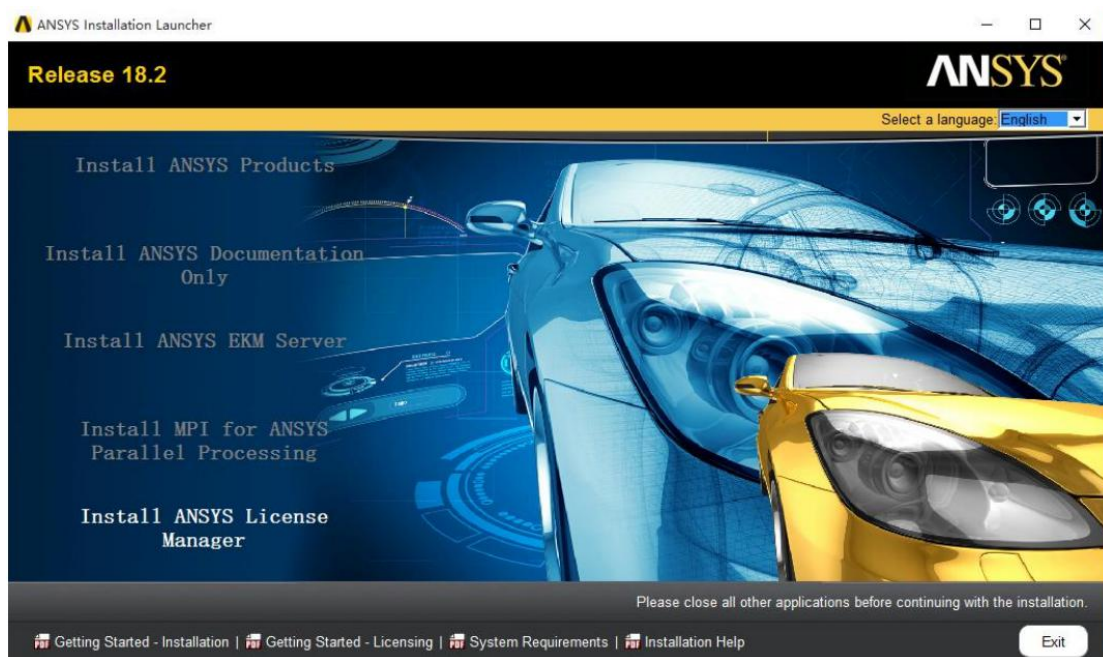 ANSYS Installation Launcher
Release 18.2
ANSYS®
Select a language: English
Install ANSYS Products
Install ANSYS Documentation
Only
Install ANSYS EKM Server
Install MPI for ANSYS
Parallel Processing
Install ANSYS License
Manager
Please close all other applications before continuing with the installation.
Getting Started - Installation | Getting Started - Licensing | System Requirements | Installation Help
Exit